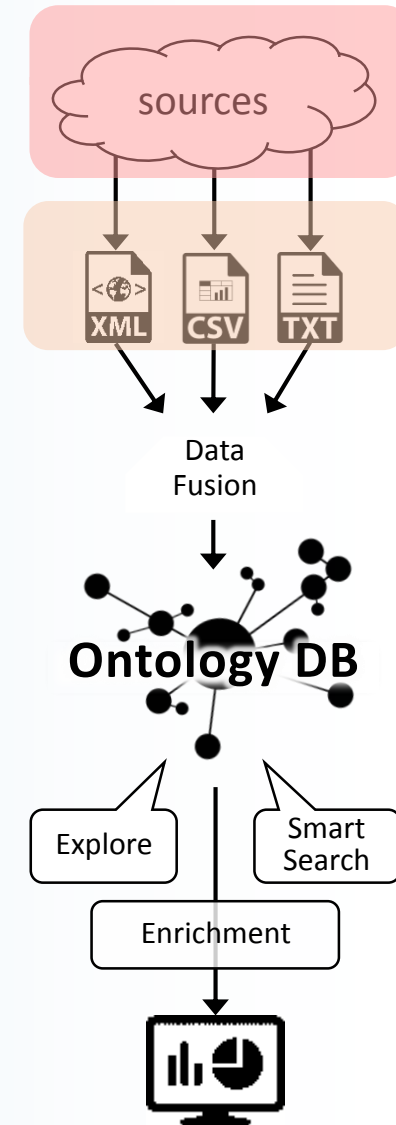 sources
XML
CSV
TXT
Data
Fusion
Ontology DB
Explore
Smart
Search
Enrichment